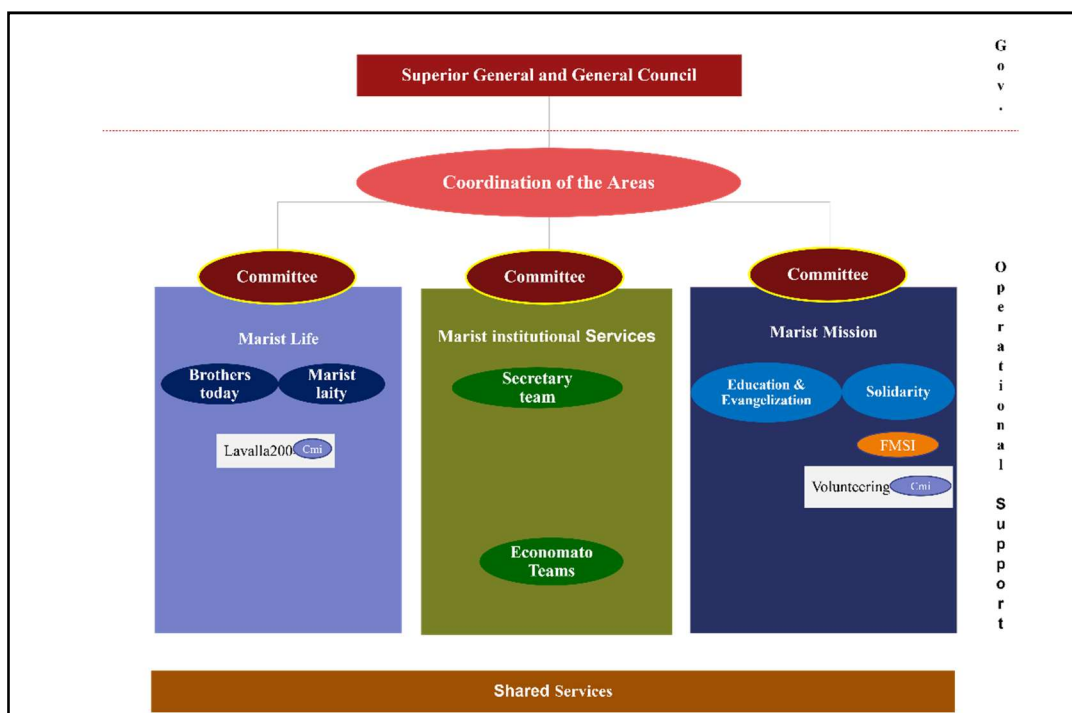 Gov.
Superior General and General Council
Coordination of the Areas
Committee
Committee
Committee
Marist Life
Marist institutional Services
Marist Mission
Brothers
today
Marist
laity
Secretary
team
Education &
Evangelization
Solidarity
Lavalla200 Cmi
FMSI
Volunteering Cmi
Economato
Teams
Operational Support
Shared Services